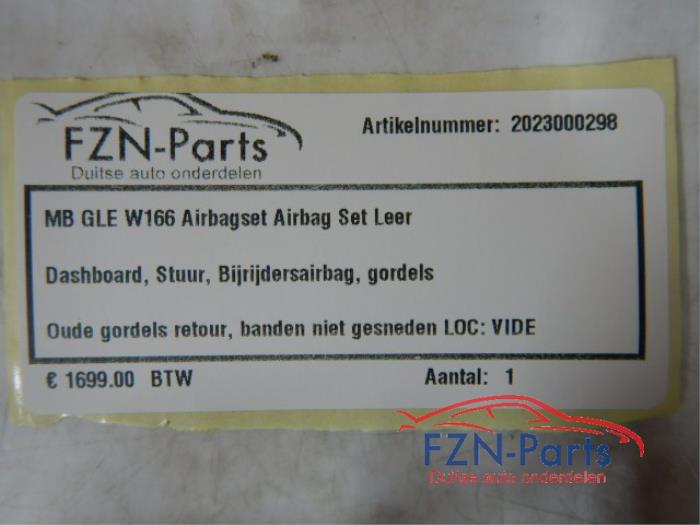 FZN-Parts
Duitse auto onderdelen
Artikelnummer: 2023000298
MB GLE W166 Airbagset Airbag Set Leer
Dashboard, Stuur, Bijrijdersairbag, gordels
Oude gordels retour, banden niet gesneden LOC: VIDE
€ 1699.00 BTW
Aantal: 1
FZN-Parts
Duitse auto onderdelen